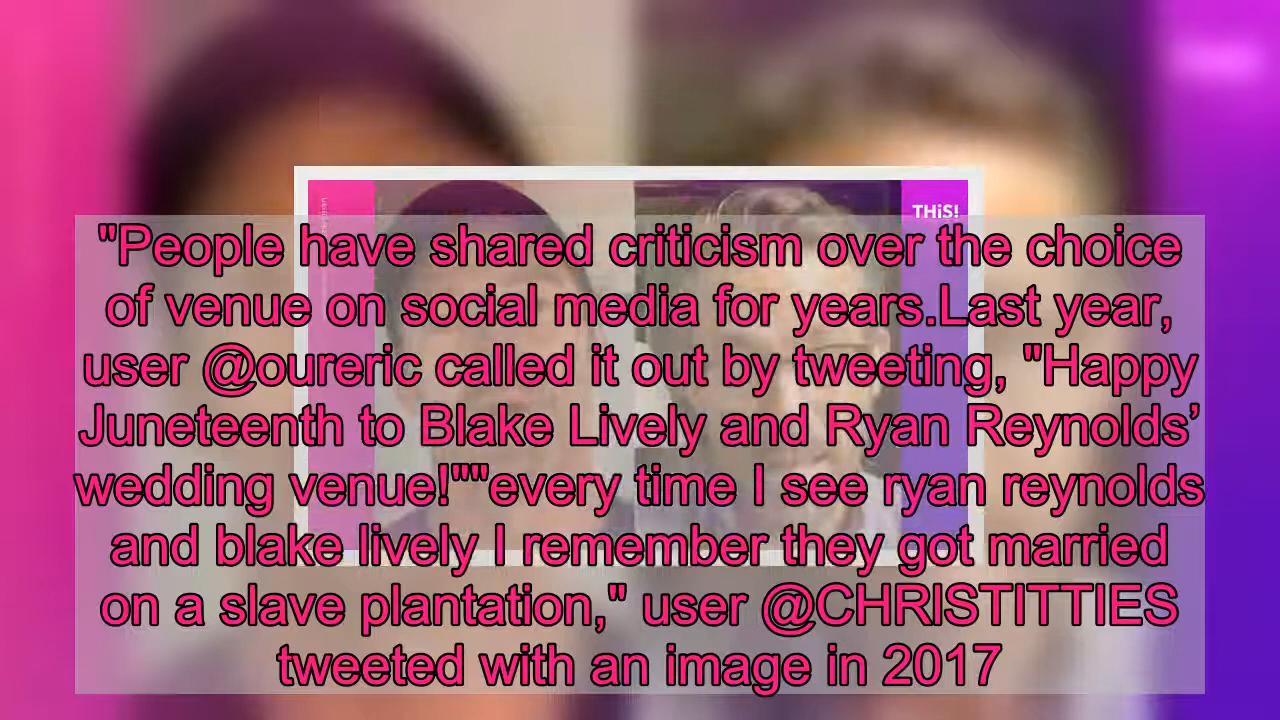 THiS!
"People have shared criticism over the choice
of venue on social media for years.Last year,
user @oureric called it out by tweeting, "Happy
Juneteenth to Blake Lively and Ryan Reynolds’
wedding venue!""every time I see ryan reynolds
and blake lively I remember they got married
on a slave plantation," user @CHRISTITTIES
tweeted with an image in 2017